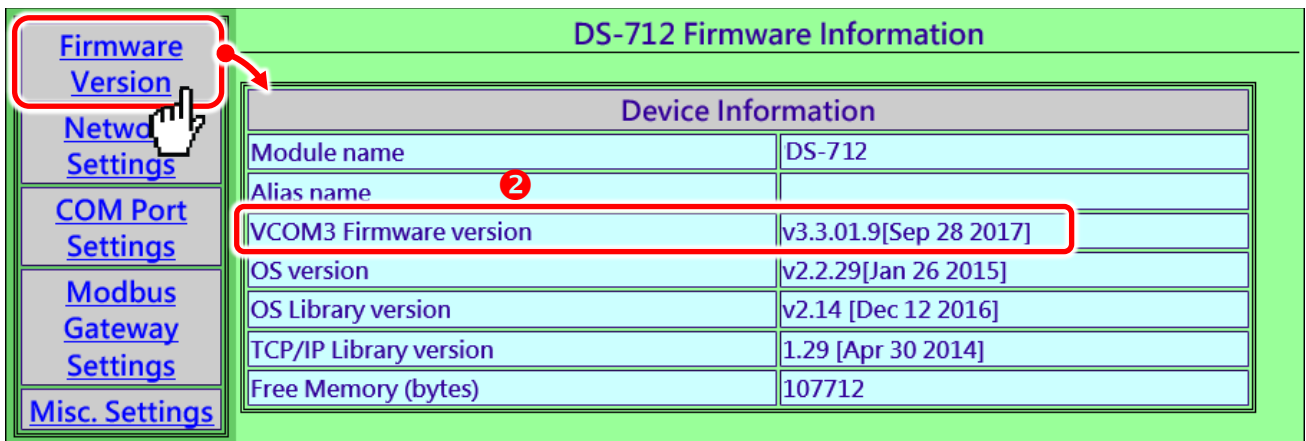 Firmware
Version
Network
Settings
COM Port
Settings
Modbus
Gateway
Settings
Misc. Settings
DS-712 Firmware Information
Device Information
Module name DS-712
Alias name
2
VCOM3 Firmware version v3.3.01.9[Sep 28 2017]
OS version v2.2.29[Jan 26 2015]
OS Library version v2.14 [Dec 12 2016]
TCP/IP Library version 1.29 [Apr 30 2014]
Free Memory (bytes) 107712